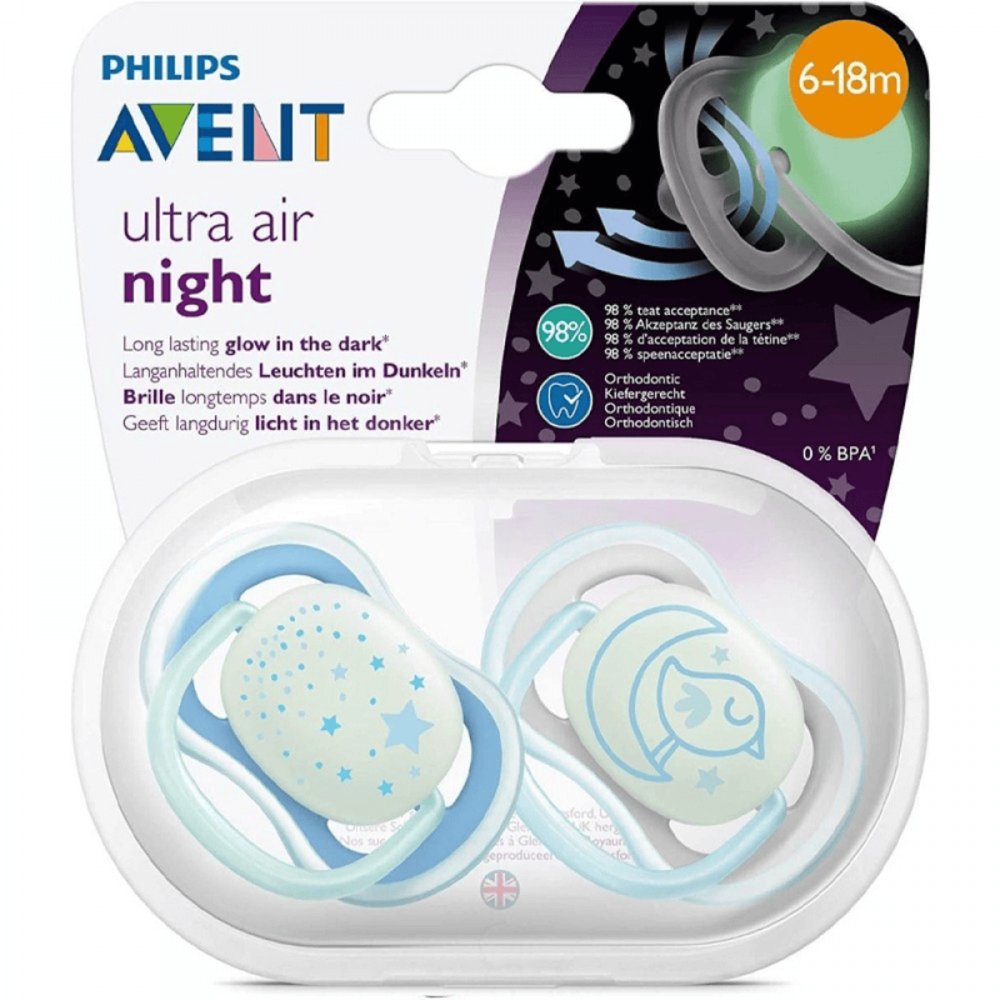 PHILIPS
AVENT
6-18m
ultra air
night
Long lasting glow in the dark*
Langanhaltendes Leuchten im Dunkeln*
Brille longtemps dans le noir*
Geeft langdurig licht in het donker*
98%
98 % teat acceptance**
98 % Akzeptanz des Saugers**
98 % d'acceptation de la tétine**
98 % speenacceptatie**
Orthodontic
Kiefergerecht
Orthodontique
Orthodontisch
0 % BPA¹